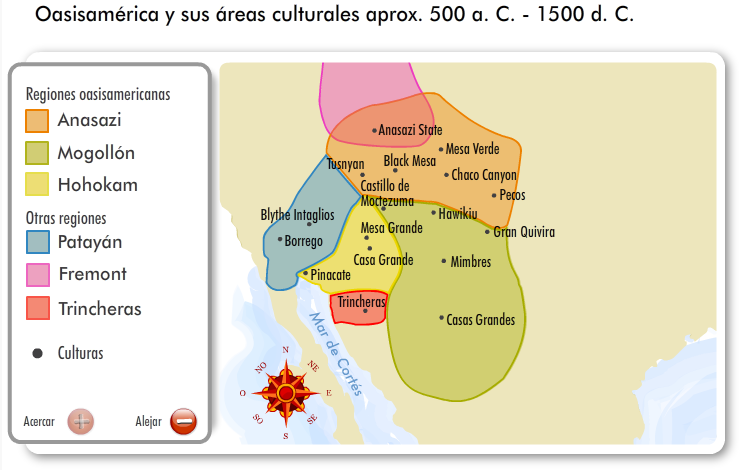 Oasisamérica y sus áreas culturales aprox. 500 a. C. - 1500 d. C.
Regiones oasisamericanas
Anasazi
Mogollón
Hohokam
Otras regiones
Patayán
Fremont
Trincheras
Culturas
Acercar
Alejar
Anasazi State
Mesa Verde
Black Mesa
Tusnyan
Chaco Canyon
Castillo de
Moctezuma
Pecos
Hawikiu
Blythe Intaglios
Mesa Grande
Gran Quivira
Borrego
Casa Grande
Mimbres
Pinacate
Trincheras
Casas Grandes
Mar de Cortés
N
NE
E
SE
S
SO
O
NO